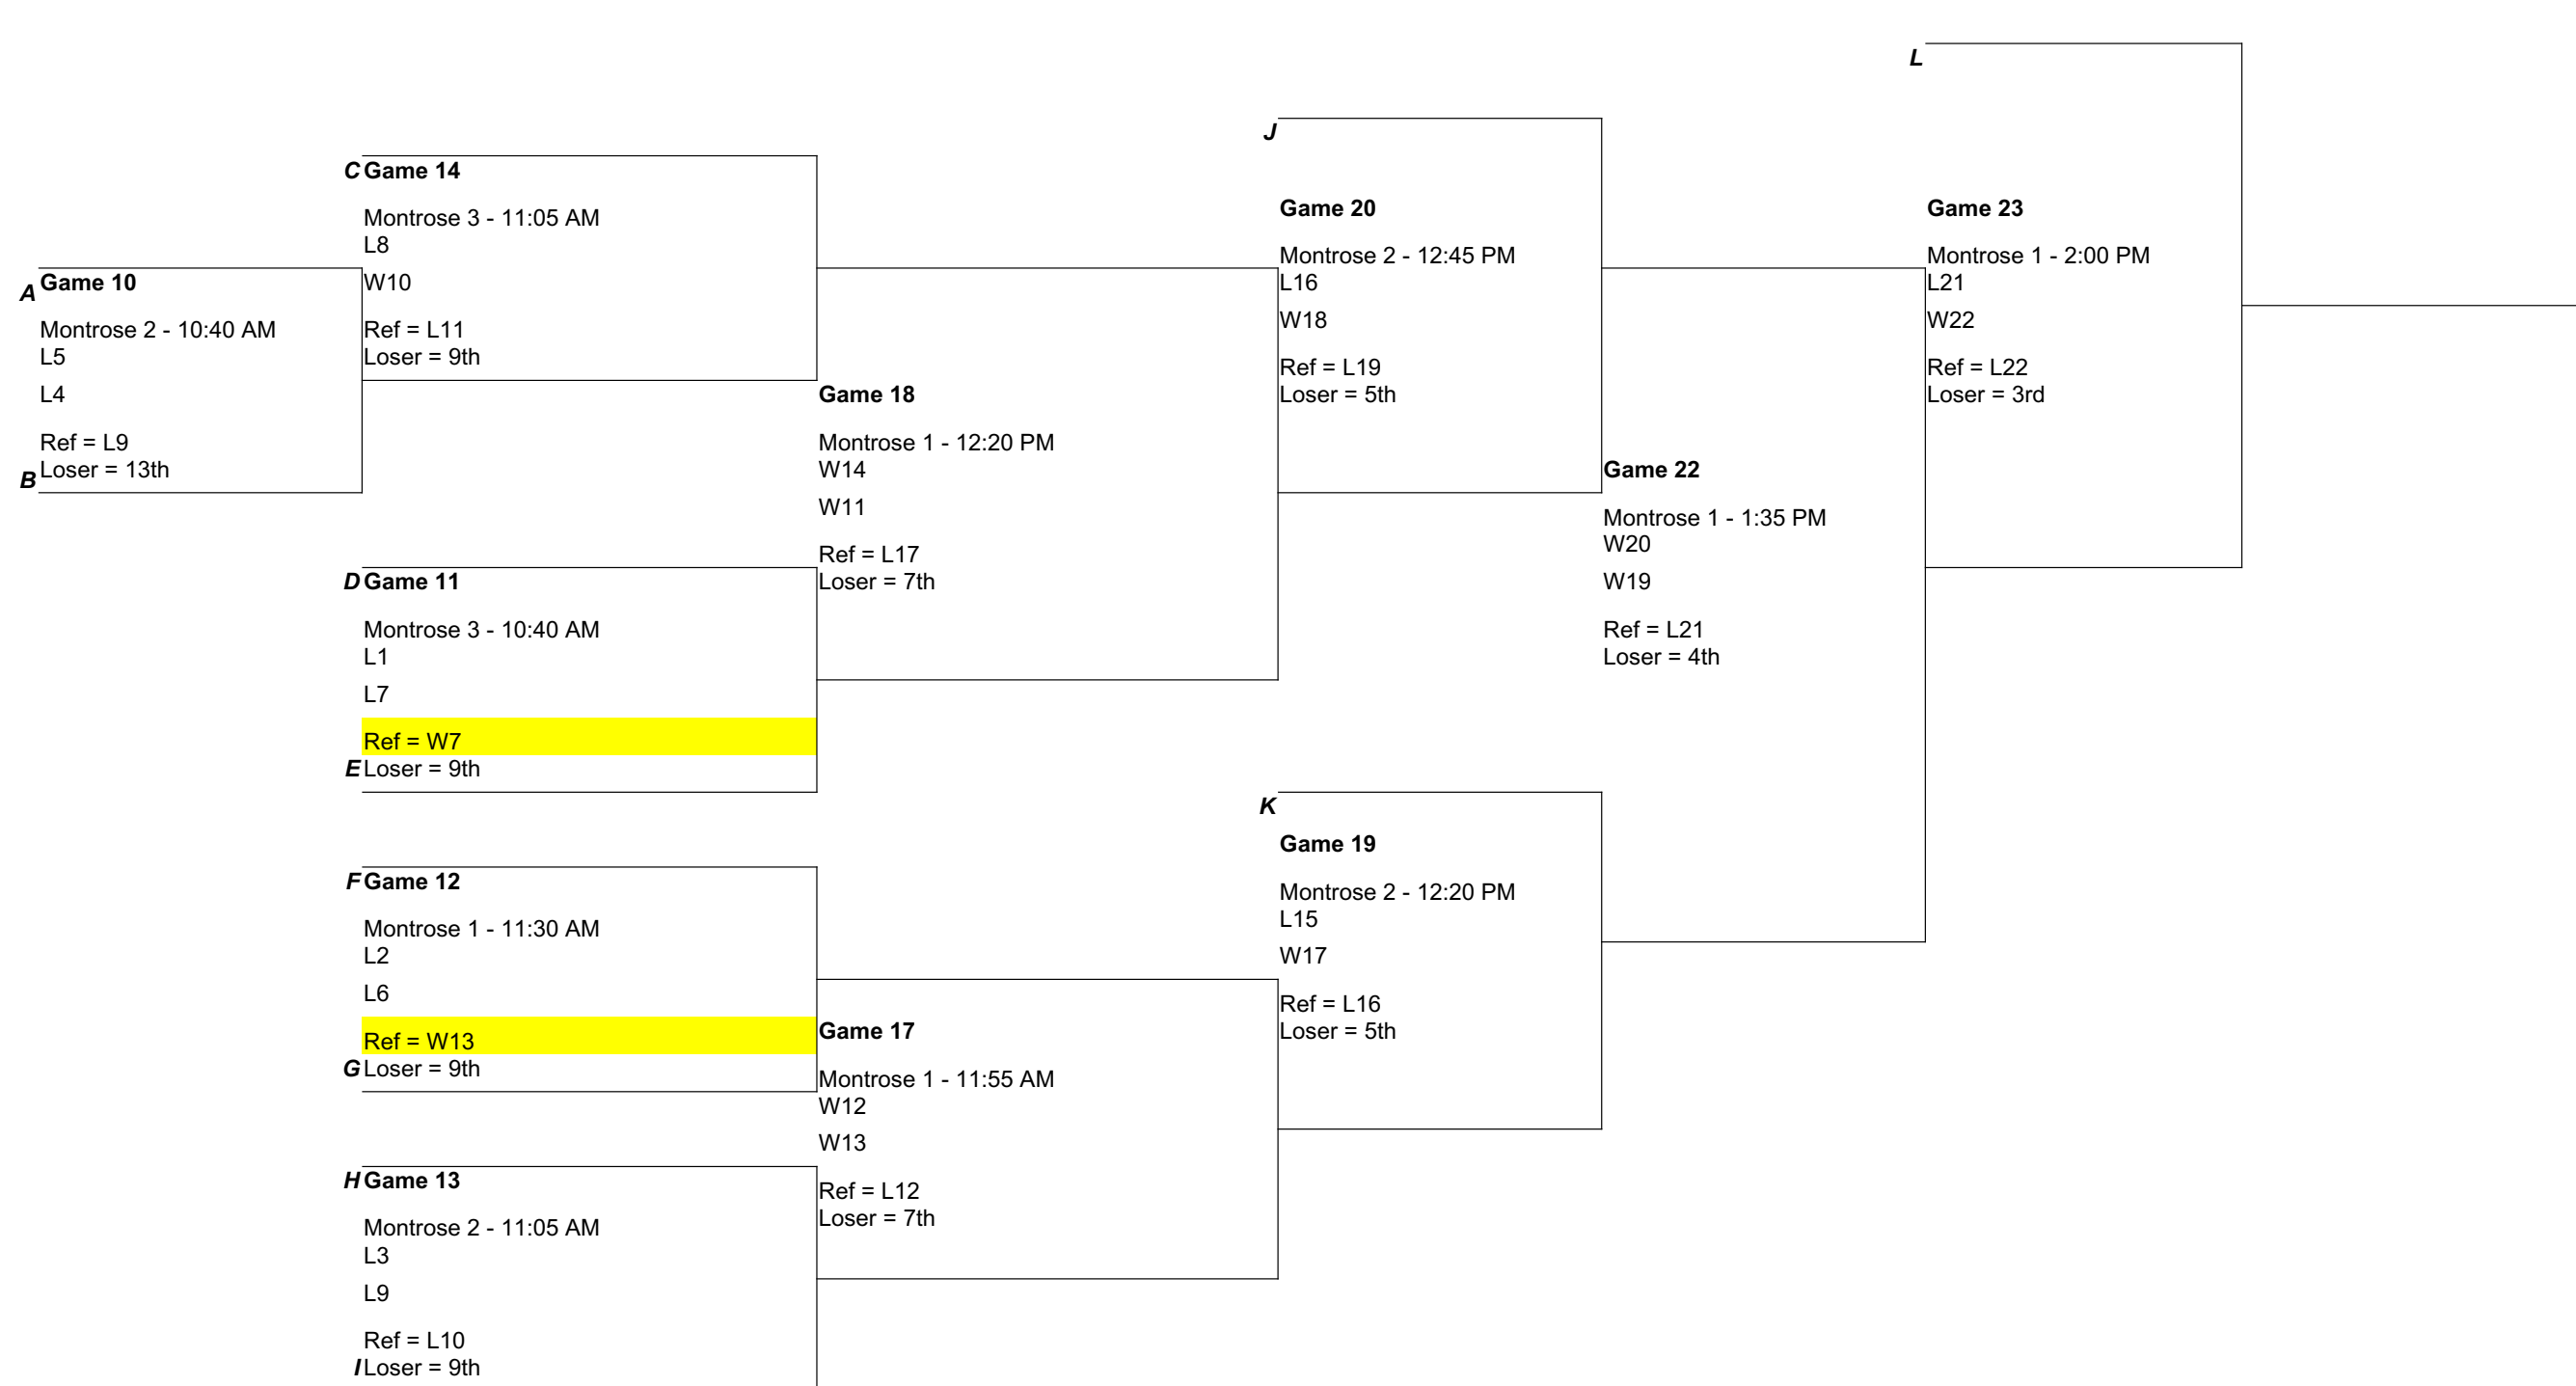 A
Game 10
Montrose 2 - 10:40 AM
L5
L4
Ref = L9
B
Loser = 13th
C
Game 14
Montrose 3 - 11:05 AM
L8
W10
Ref = L11
Loser = 9th
D
Game 11
Montrose 3 - 10:40 AM
L1
L7
Ref = W7
E
Loser = 9th
F
Game 12
Montrose 1 - 11:30 AM
L2
L6
Ref = W13
G
Loser = 9th
H
Game 13
Montrose 2 - 11:05 AM
L3
L9
Ref = L10
I
Loser = 9th
Game 18
Montrose 1 - 12:20 PM
W14
W11
Ref = L17
Loser = 7th
Game 17
Montrose 1 - 11:55 AM
W12
W13
Ref = L12
Loser = 7th
J
Game 20
Montrose 2 - 12:45 PM
L16
W18
Ref = L19
Loser = 5th
K
Game 19
Montrose 2 - 12:20 PM
L15
W17
Ref = L16
Loser = 5th
Game 22
Montrose 1 - 1:35 PM
W20
W19
Ref = L21
Loser = 4th
L
Game 23
Montrose 1 - 2:00 PM
L21
W22
Ref = L22
Loser = 3rd